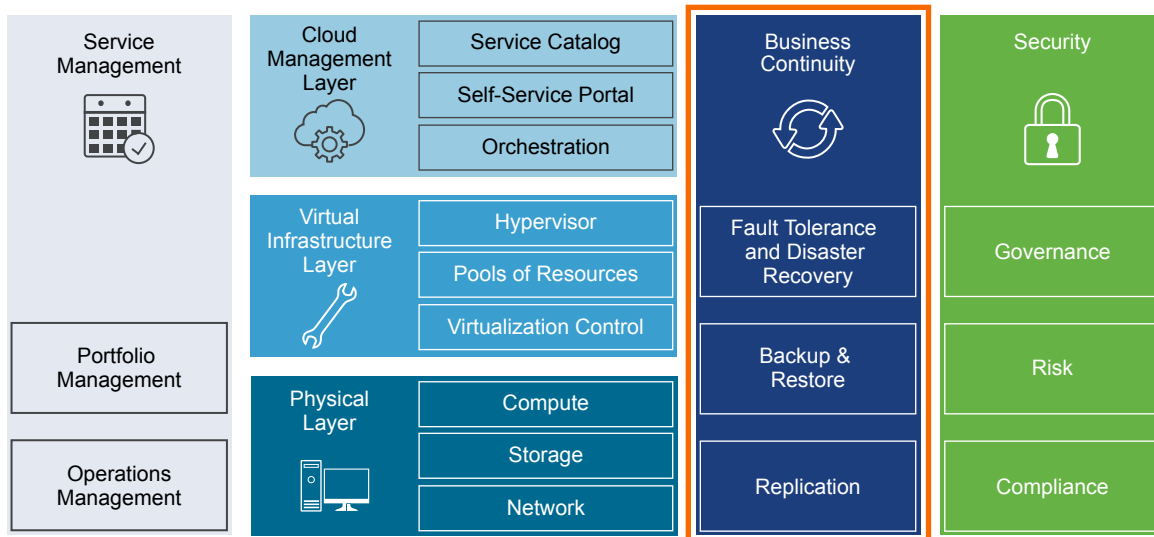 Service
Management
Portfolio
Management
Operations
Management
Cloud
Management
Layer
Service Catalog
Self-Service Portal
Orchestration
Virtual
Infrastructure
Layer
Hypervisor
Pools of Resources
Virtualization Control
Physical
Layer
Compute
Storage
Network
Business
Continuity
Fault Tolerance
and Disaster
Recovery
Backup &
Restore
Replication
Security
Governance
Risk
Compliance